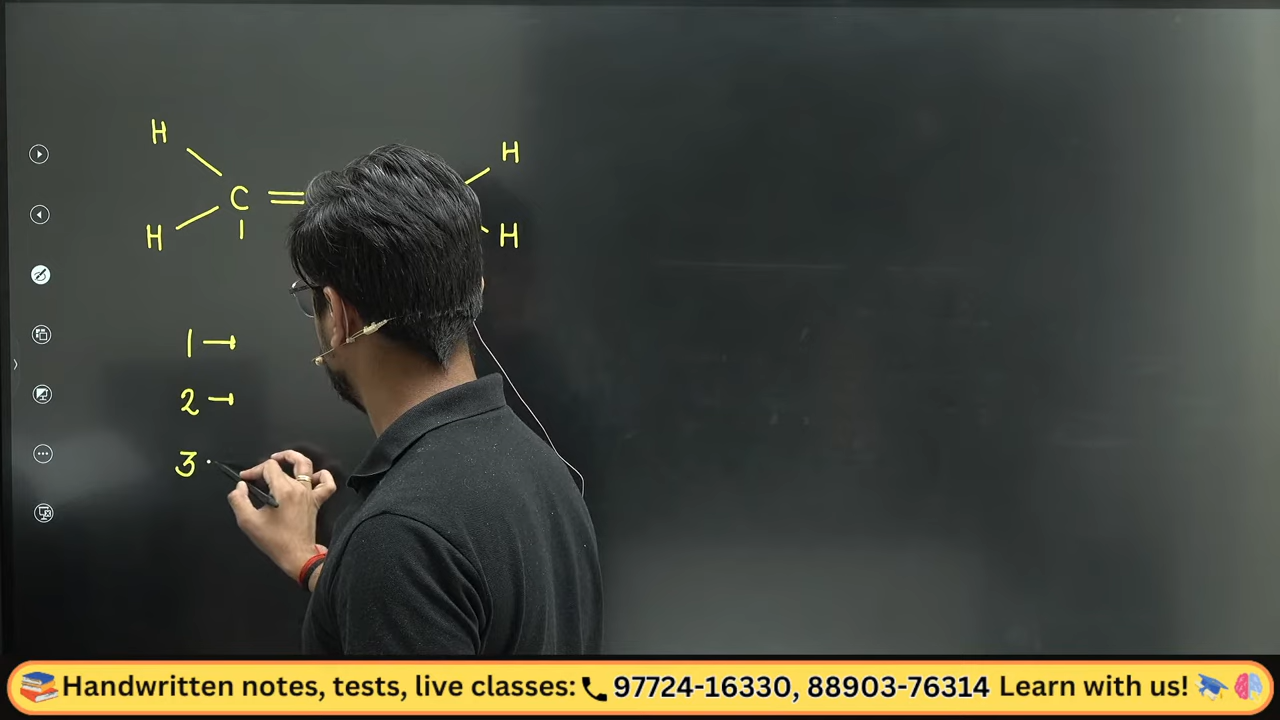 H H
C =
H H
1 →
2 →
3
📚Handwritten notes, tests, live classes: 📞 97724-16330, 88903-76314 Learn with us! 🎓🧠